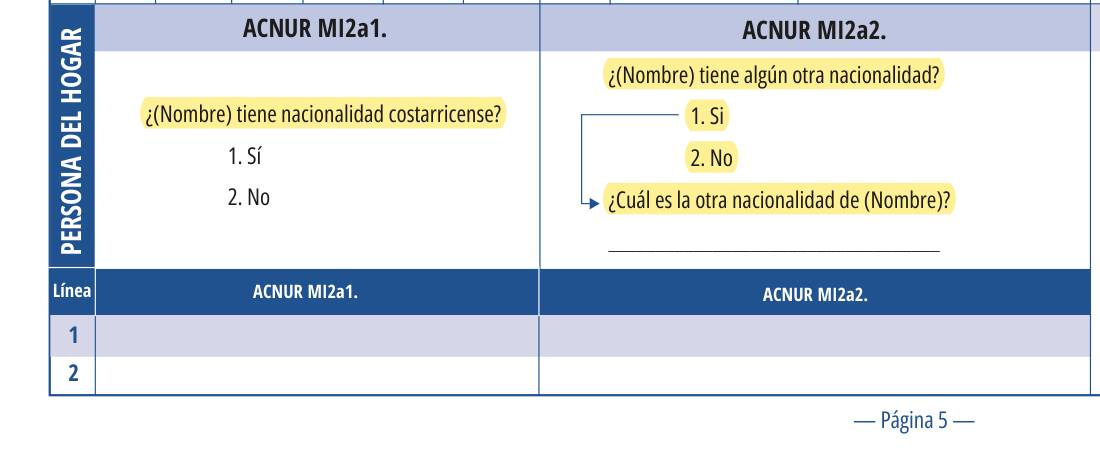 PERSONA DEL HOGAR
ACNUR MI2a1.
¿(Nombre) tiene nacionalidad costarricense?
1. Sí
2. No
ACNUR MI2a2.
¿(Nombre) tiene algún otra nacionalidad?
1. Si
2. No
¿Cuál es la otra nacionalidad de (Nombre)?
Línea
ACNUR MI2a1.
ACNUR MI2a2.
1
2
— Página 5 —